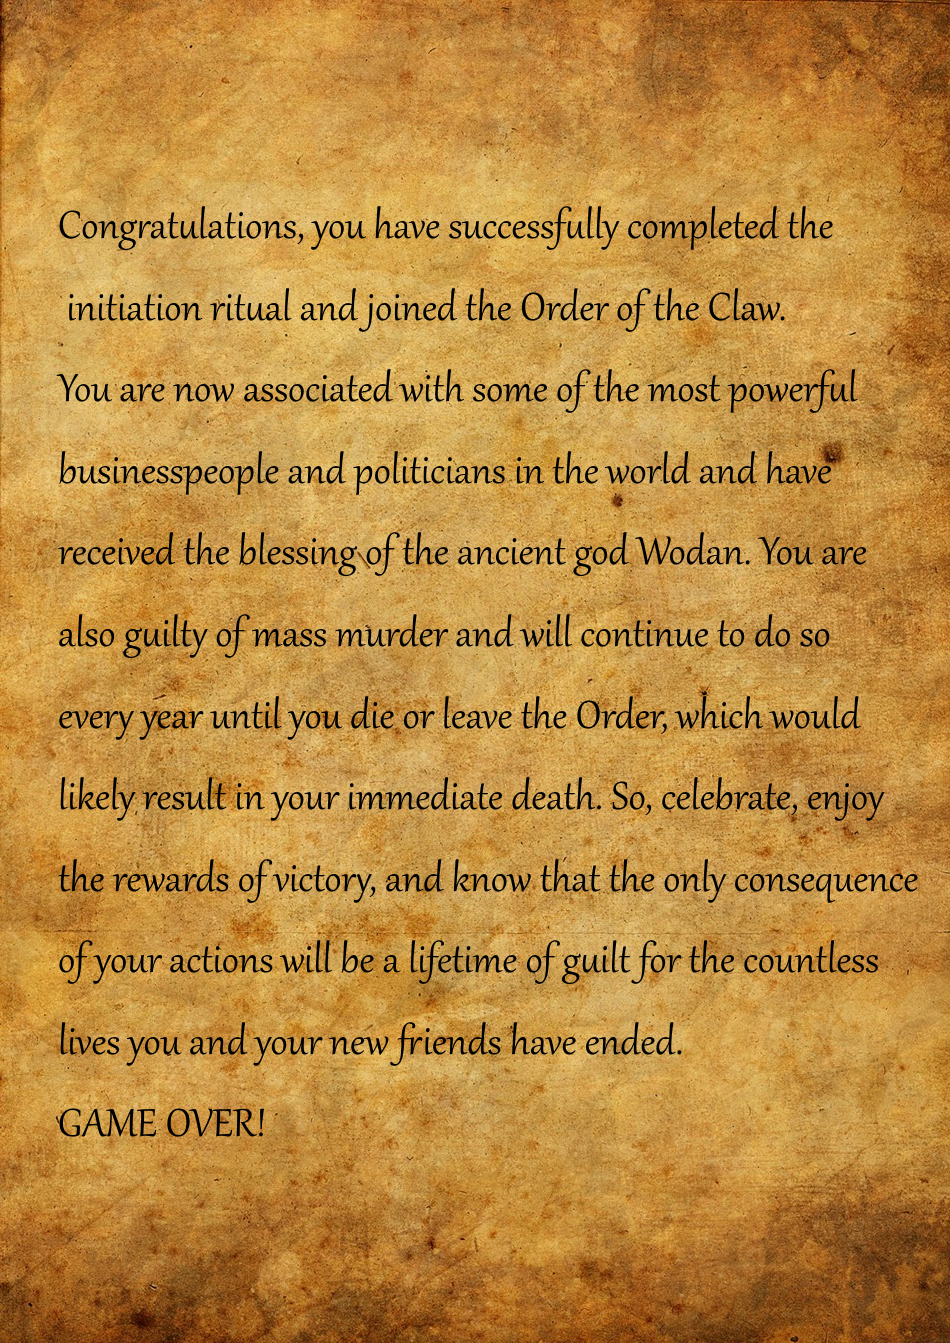 Congratulations, you have successfully completed the
initiation ritual and joined the Order of the Claw.
You are now associated with some of the most powerful
businesspeople and politicians in the world and have
received the blessing of the ancient god Wodan. You are
also guilty of mass murder and will continue to do so
every year until you die or leave the Order, which would
likely result in your immediate death. So, celebrate, enjoy
the rewards of victory, and know that the only consequence
of your actions will be a lifetime of guilt for the countless
lives you and your new friends have ended.
GAME OVER!